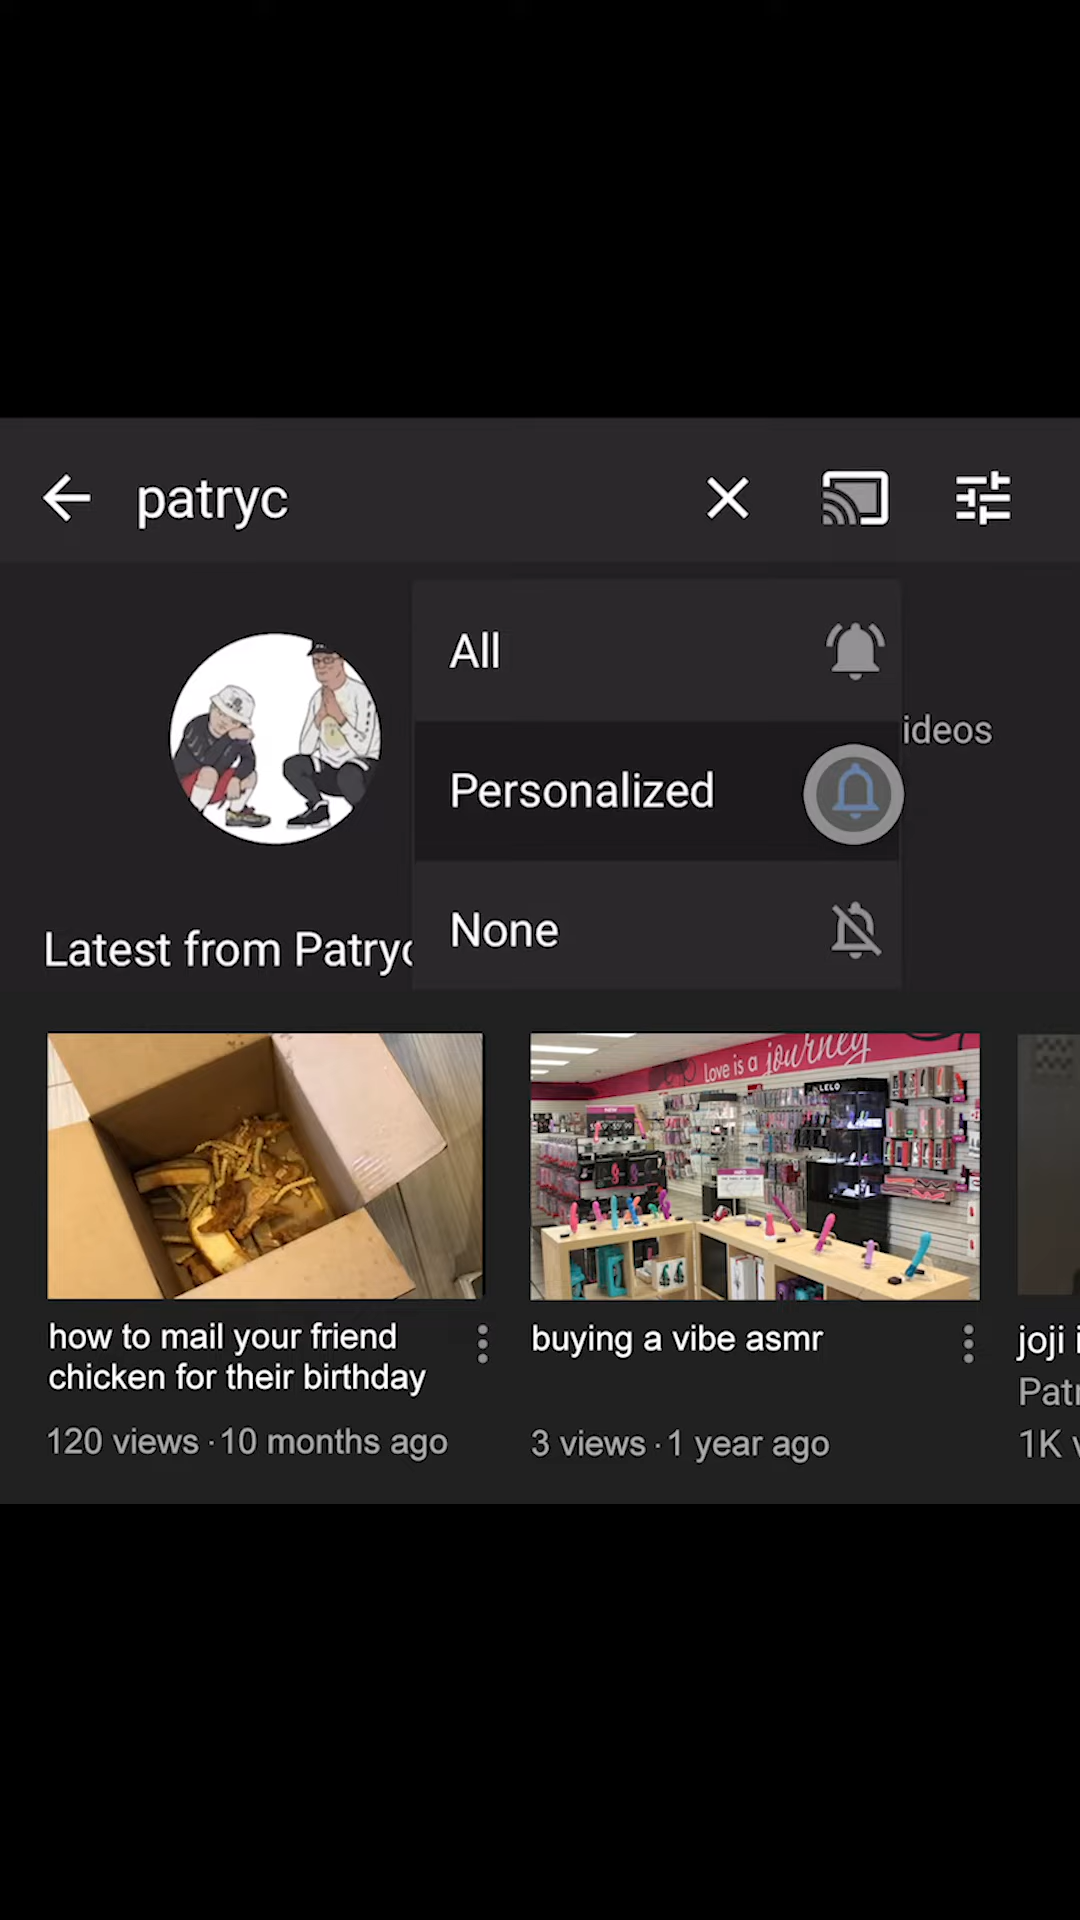 patryc
All
ideos
Personalized
None
Latest from Patryc
Love is a journey
LELO
how to mail your friend
chicken for their birthday
120 views · 10 months ago
buying a vibe asmr
3 views · 1 year ago
joji i
Patr
1K v